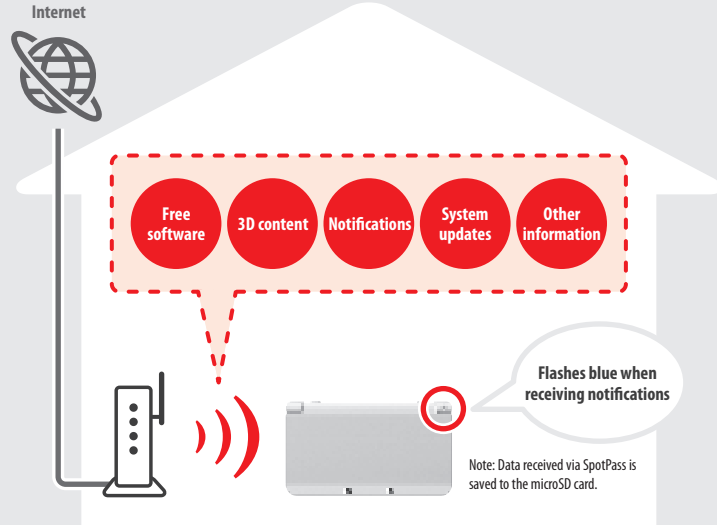 Internet
Free
software
3D content
Notifications
System
updates
Other
information
Flashes blue when
receiving notifications
Note: Data received via SpotPass is
saved to the microSD card.